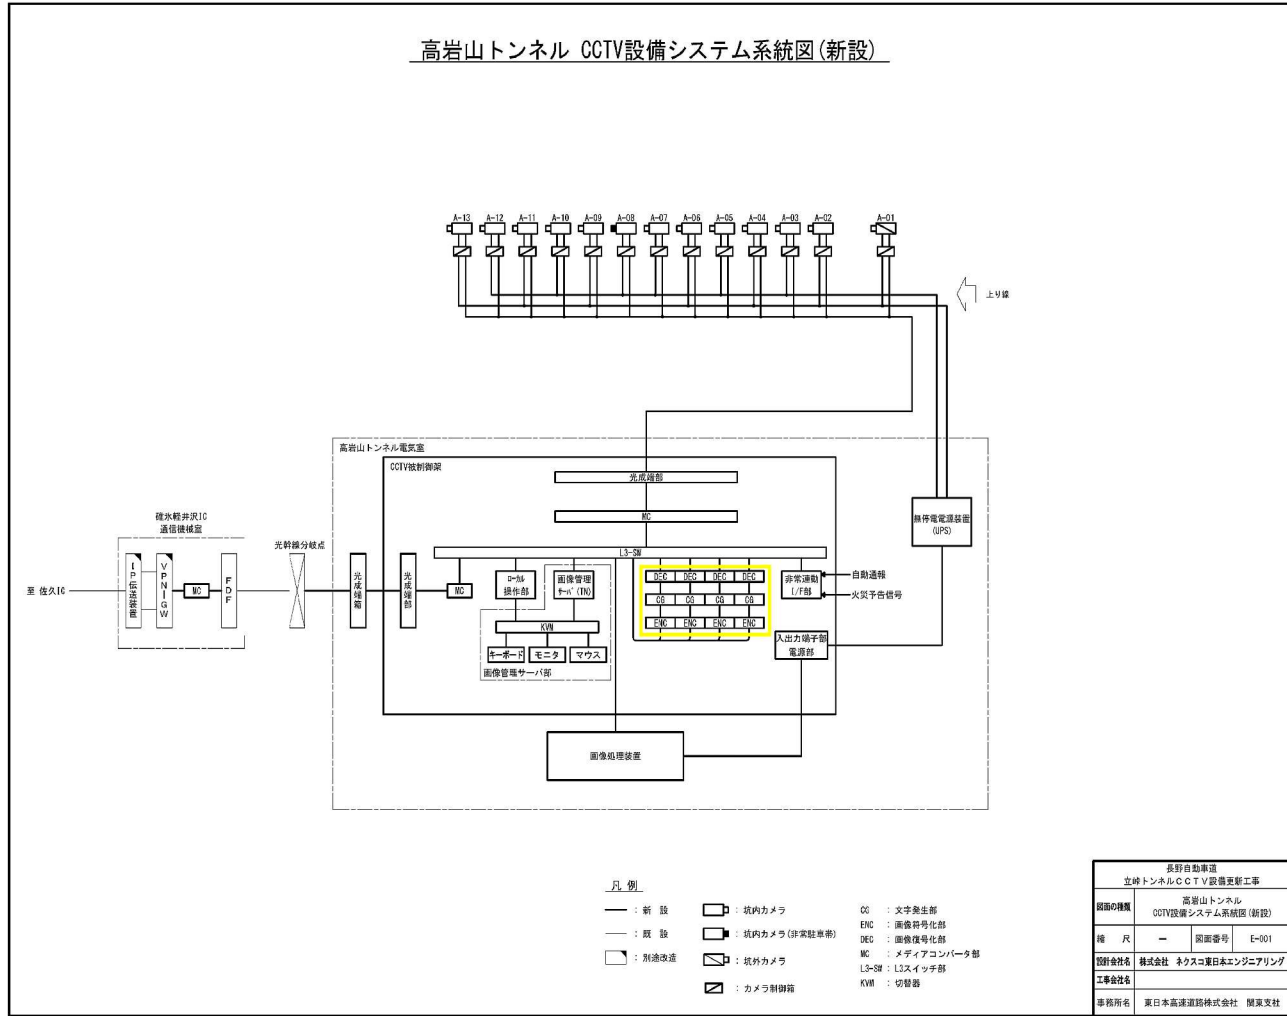 高岩山トンネル CCTV設備システム系統図(新設)
A-13 A-12 A-11 A-10 A-09 A-08 A-07 A-06 A-05 A-04 A-03 A-02 A-01
上り線
高岩山トンネル電気室
CCTV被制御架
光成端部
MC
L3-SW
碓氷軽井沢IC
通信機械室
光幹線分岐点
至 佐久IC
IP伝送装置
VPNIGW
MC
FDF
光成端箱
光成端部
MC
ローカル
操作部
画像管理
サーバ(TN)
KVM
キーボード
モニタ
マウス
画像管理サーバ部
DEC DEC DEC DEC
CG CG CG CG
ENC ENC ENC ENC
非常連動
I/F部
自動通報
火災予告信号
入出力端子部
電源部
無停電電源装置
(UPS)
画像処理装置
凡 例
: 新 設
: 既 設
: 別途改造
: 坑内カメラ
: 坑内カメラ(非常駐車帯)
: 坑外カメラ
: カメラ制御箱
CG : 文字発生部
ENC : 画像符号化部
DEC : 画像復号化部
MC : メディアコンバータ部
L3-SW : L3スイッチ部
KVM : 切替器
長野自動車道
立峠トンネルCCTV設備更新工事
図面の種類 高岩山トンネル
CCTV設備システム系統図(新設)
縮 尺 － 図面番号 E-001
設計会社名 株式会社 ネクスコ東日本エンジニアリング
工事会社名
事務所名 東日本高速道路株式会社 関東支社